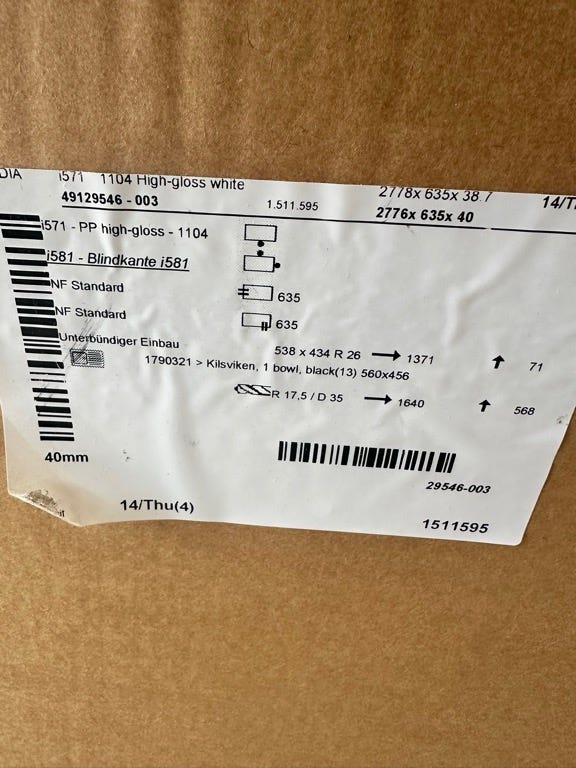 DIA i571 1104 High-gloss white 2778x 635x 38.7 14/T
49129546 - 003 1.511.595 2776x 635x 40
i571 - PP high-gloss - 1104
i581 - Blindkante i581
NF Standard 635
NF Standard 635
Unterbündiger Einbau
538 x 434 R 26 → 1371 ↑ 71
1790321 > Kilsviken, 1 bowl, black(13) 560x456
R 17,5 / D 35 → 1640 ↑ 568
40mm
29546-003
14/Thu(4)
1511595